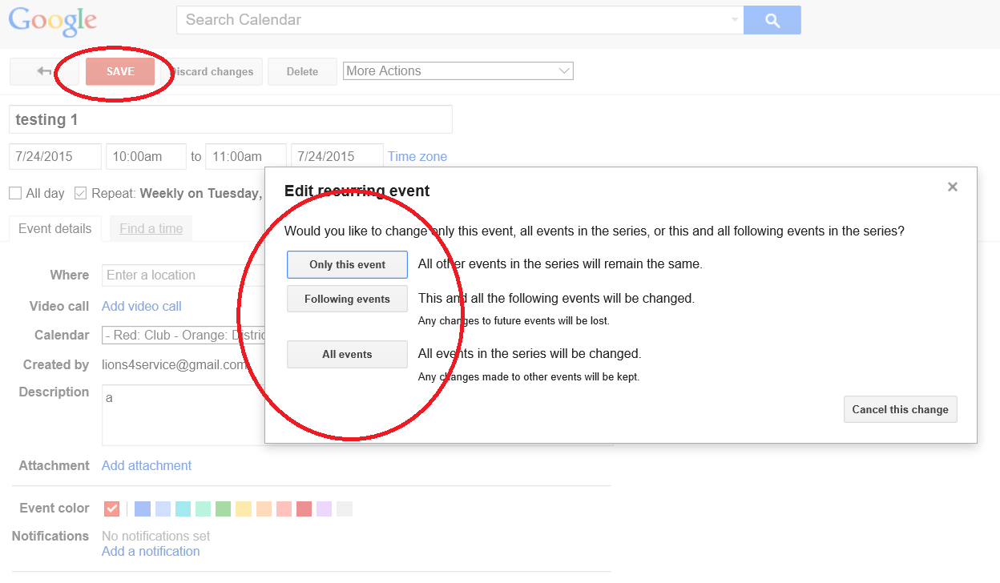 Google
Search Calendar
SAVE
Discard changes
Delete
More Actions
testing 1
7/24/2015 10:00am to 11:00am 7/24/2015 Time zone
All day Repeat: Weekly on Tuesday,
Event details Find a time
Edit recurring event
Would you like to change only this event, all events in the series, or this and all following events in the series?
Only this event All other events in the series will remain the same.
Following events This and all the following events will be changed.
Any changes to future events will be lost.
All events All events in the series will be changed.
Any changes made to other events will be kept.
Cancel this change
Where Enter a location
Video call Add video call
Calendar - Red: Club - Orange: Distric
Created by lions4service@gmail.com
Description a
Attachment Add attachment
Event color
Notifications No notifications set
Add a notification